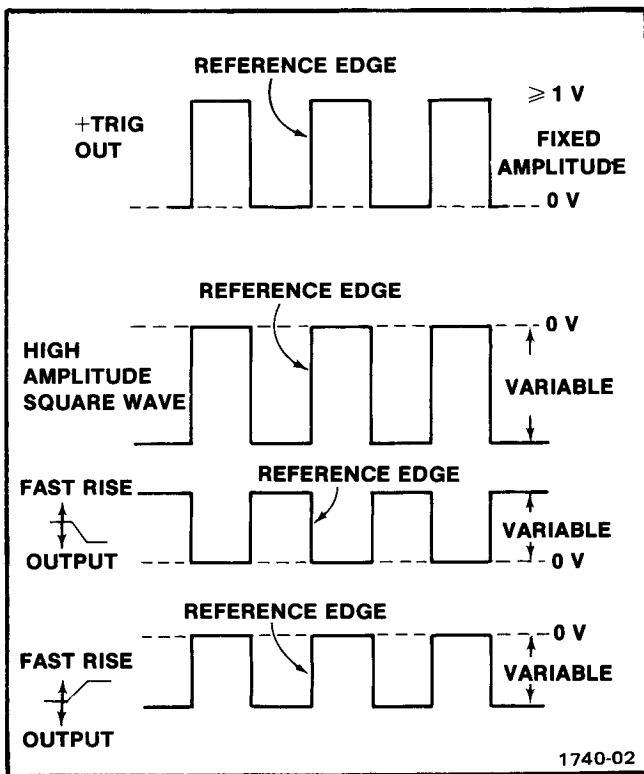 REFERENCE EDGE
≥ 1 V
+TRIG
OUT
FIXED
AMPLITUDE
0 V
REFERENCE EDGE
0 V
HIGH
AMPLITUDE
SQUARE WAVE
VARIABLE
FAST RISE
REFERENCE EDGE
VARIABLE
OUTPUT
0 V
REFERENCE EDGE
0 V
FAST RISE
VARIABLE
OUTPUT
1740-02